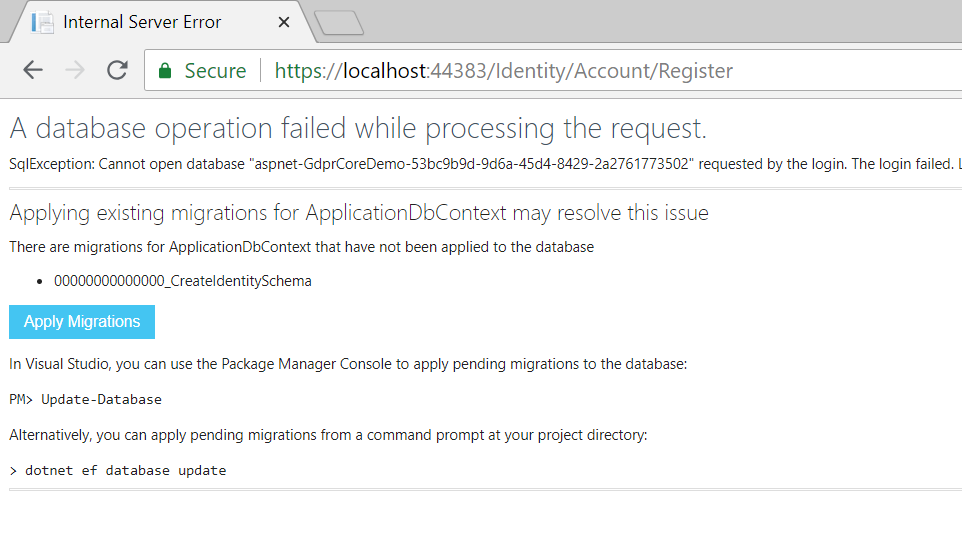 Internal Server Error
Secure https://localhost:44383/Identity/Account/Register
A database operation failed while processing the request.
SqlException: Cannot open database "aspnet-GdprCoreDemo-53bc9b9d-9d6a-45d4-8429-2a2761773502" requested by the login. The login failed. L
Applying existing migrations for ApplicationDbContext may resolve this issue
There are migrations for ApplicationDbContext that have not been applied to the database
• 00000000000000_CreateIdentitySchema
Apply Migrations
In Visual Studio, you can use the Package Manager Console to apply pending migrations to the database:
PM> Update-Database
Alternatively, you can apply pending migrations from a command prompt at your project directory:
> dotnet ef database update